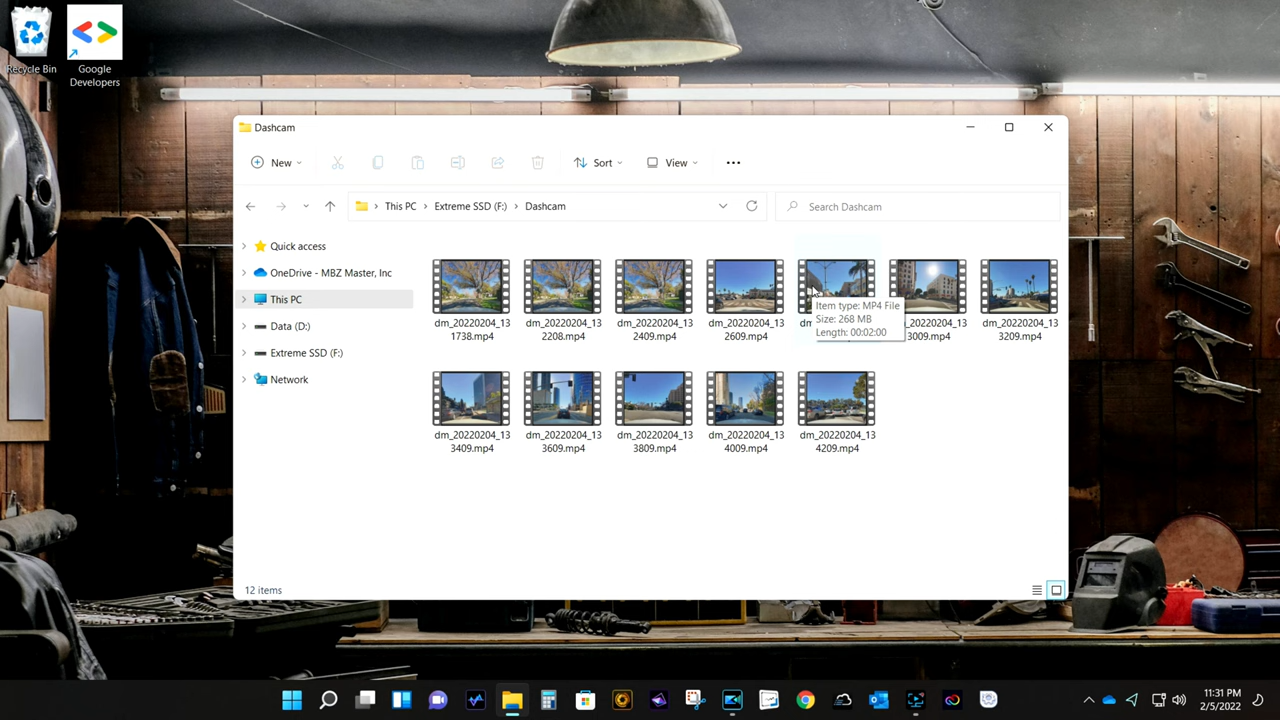 Recycle Bin
Google
Developers
Dashcam
New
Sort
View
This PC
Extreme SSD (F:)
Dashcam
Search Dashcam
Quick access
OneDrive - MBZ Master, Inc
This PC
Data (D:)
Extreme SSD (F:)
Network
dm_20220204_13
1738.mp4
dm_20220204_13
2208.mp4
dm_20220204_13
2409.mp4
dm_20220204_13
2609.mp4
Item type: MP4 File
Size: 268 MB
Length: 00:02:00
3009.mp4
dm_20220204_13
3209.mp4
dm_20220204_13
3409.mp4
dm_20220204_13
3609.mp4
dm_20220204_13
3809.mp4
dm_20220204_13
4009.mp4
dm_20220204_13
4209.mp4
12 items
11:31 PM
2/5/2022